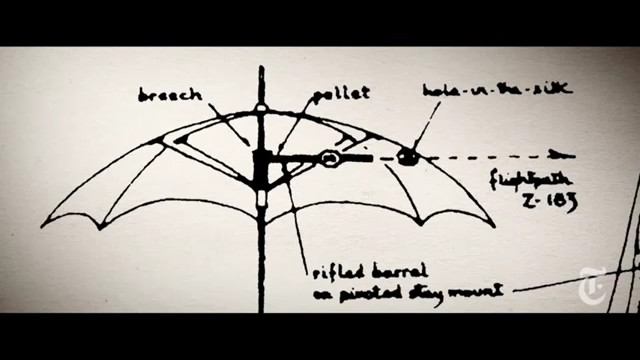 breech
pellet
hole-in-the-silk
flightpath
Z-183
rifled barrel
on pivoted stay mount
T